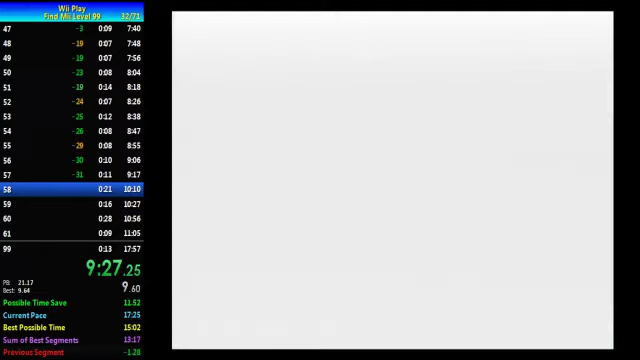 Wii Play
Find Mii Level 99 32/71
47 -3 0:09 7:40
48 -19 0:07 7:48
49 -19 0:07 7:56
50 -23 0:08 8:04
51 -19 0:14 8:18
52 -24 0:07 8:26
53 -25 0:12 8:38
54 -26 0:08 8:47
55 -29 0:08 8:55
56 -30 0:10 9:06
57 -31 0:11 9:17
58 0:21 10:10
59 0:16 10:27
60 0:28 10:56
61 0:09 11:05
99 0:13 17:57
9:27.25
PB: 21.17
Best: 9.64 9.60
Possible Time Save 11.52
Current Pace 17:25
Best Possible Time 15:02
Sum of Best Segments 13:17
Previous Segment -1.28